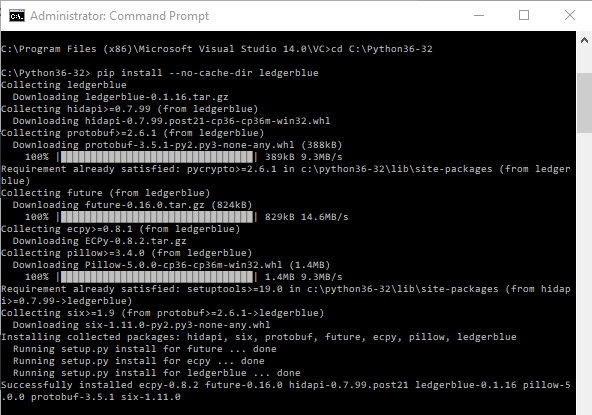 Administrator: Command Prompt
C:\Program Files (x86)\Microsoft Visual Studio 14.0\VC>cd C:\Python36-32
C:\Python36-32> pip install --no-cache-dir ledgerblue
Collecting ledgerblue
Downloading ledgerblue-0.1.16.tar.gz
Collecting hidapi>=0.7.99 (from ledgerblue)
Downloading hidapi-0.7.99.post21-cp36-cp36m-win32.whl
Collecting protobuf>=2.6.1 (from ledgerblue)
Downloading protobuf-3.5.1-py2.py3-none-any.whl (388kB)
100% |████████████████████████████████| 389kB 9.3MB/s
Requirement already satisfied: pycrypto>=2.6.1 in c:\python36-32\lib\site-packages (from ledger
blue)
Collecting future (from ledgerblue)
Downloading future-0.16.0.tar.gz (824kB)
100% |████████████████████████████████| 829kB 14.6MB/s
Collecting ecpy>=0.8.1 (from ledgerblue)
Downloading ECPy-0.8.2.tar.gz
Collecting pillow>=3.4.0 (from ledgerblue)
Downloading Pillow-5.0.0-cp36-cp36m-win32.whl (1.4MB)
100% |████████████████████████████████| 1.4MB 9.3MB/s
Requirement already satisfied: setuptools>=19.0 in c:\python36-32\lib\site-packages (from hidap
i>=0.7.99->ledgerblue)
Collecting six>=1.9 (from protobuf>=2.6.1->ledgerblue)
Downloading six-1.11.0-py2.py3-none-any.whl
Installing collected packages: hidapi, six, protobuf, future, ecpy, pillow, ledgerblue
Running setup.py install for future ... done
Running setup.py install for ecpy ... done
Running setup.py install for ledgerblue ... done
Successfully installed ecpy-0.8.2 future-0.16.0 hidapi-0.7.99.post21 ledgerblue-0.1.16 pillow-5
.0.0 protobuf-3.5.1 six-1.11.0